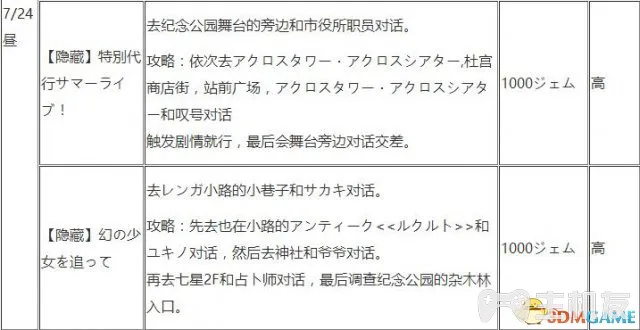 7/24
昼
【隐藏】特別代
行サマーライ
ブ！
去纪念公园舞台的旁边和市役所职员对话。
攻略：依次去アクロスタワー・アクロスシアター,杜宫
商店街，站前广场，アクロスタワー・アクロスシアタ
ー和叹号对话
触发剧情就行，最后会舞台旁边对话交差。
1000ジェム
高
【隐藏】幻の少
女を追って
去レンガ小路的小巷子和サカキ对话。
攻略：先去也在小路的アンティーク<<ルクルト>>和
ユキノ对话，然后去神社和爷爷对话。
再去七星2F和占卜师对话，最后调查纪念公园的杂木林
入口。
1000ジェム
高
主机友
3DMGAME